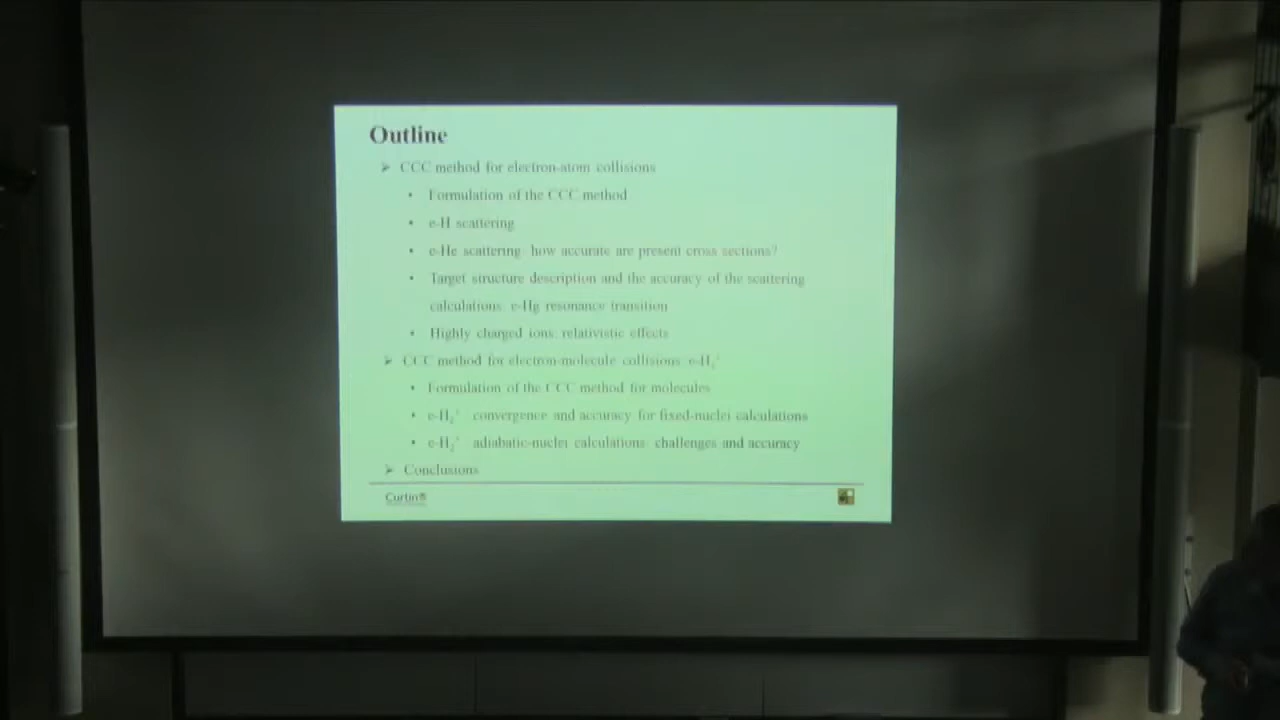 Outline
➤ CCC method for electron-atom collisions
• Formulation of the CCC method
• e-H scattering
• e-He scattering: how accurate are present cross sections?
• Target structure description and the accuracy of the scattering
calculations: e-Hg resonance transition
• Highly charged ions: relativistic effects
➤ CCC method for electron-molecule collisions: e-H₂⁺
• Formulation of the CCC method for molecules
• e-H₂⁺ convergence and accuracy for fixed-nuclei calculations
• e-H₂⁺ adiabatic-nuclei calculations: challenges and accuracy
➤ Conclusions
Curtin